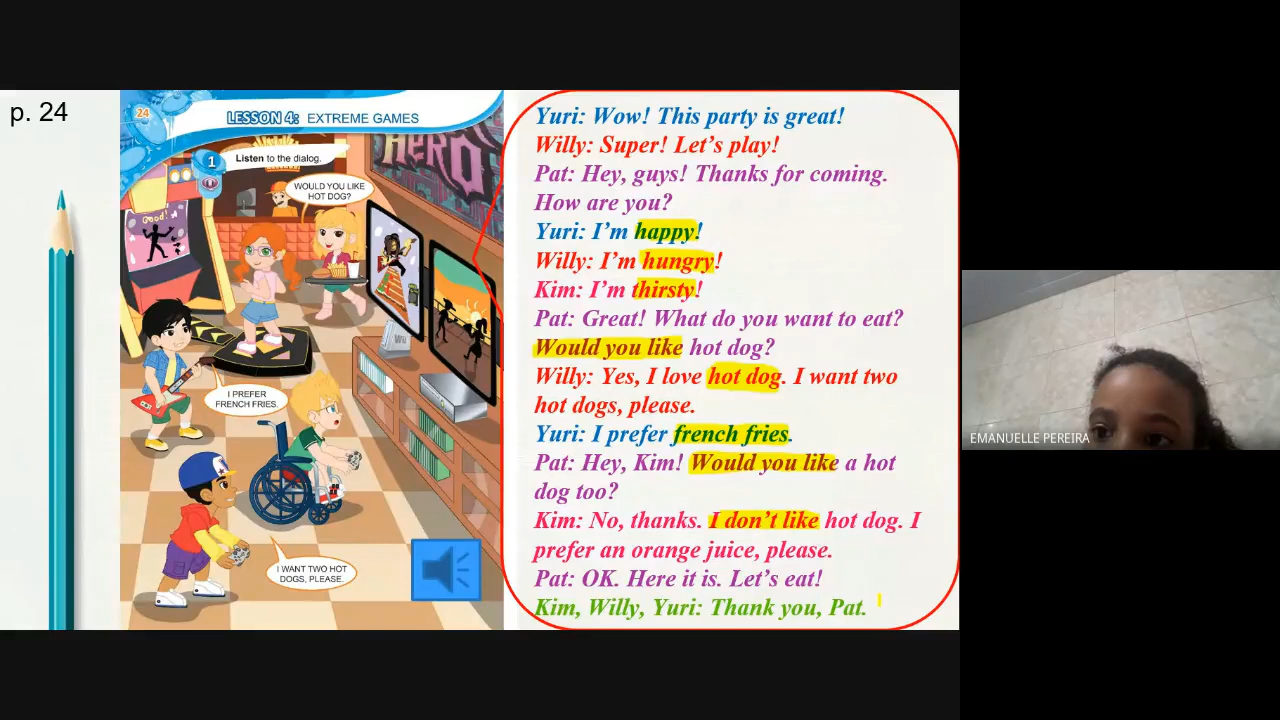 p. 24
24
LESSON 4: EXTREME GAMES
1
Listen to the dialog.
HERO
WOULD YOU LIKE
HOT DOG?
Good!
Wii
I PREFER
FRENCH FRIES.
I WANT TWO HOT
DOGS, PLEASE.
Yuri: Wow! This party is great!
Willy: Super! Let's play!
Pat: Hey, guys! Thanks for coming.
How are you?
Yuri: I'm happy!
Willy: I'm hungry!
Kim: I'm thirsty!
Pat: Great! What do you want to eat?
Would you like hot dog?
Willy: Yes, I love hot dog. I want two
hot dogs, please.
Yuri: I prefer french fries.
Pat: Hey, Kim! Would you like a hot
dog too?
Kim: No, thanks. I don't like hot dog. I
prefer an orange juice, please.
Pat: OK. Here it is. Let's eat!
Kim, Willy, Yuri: Thank you, Pat.
EMANUELLE PEREIRA